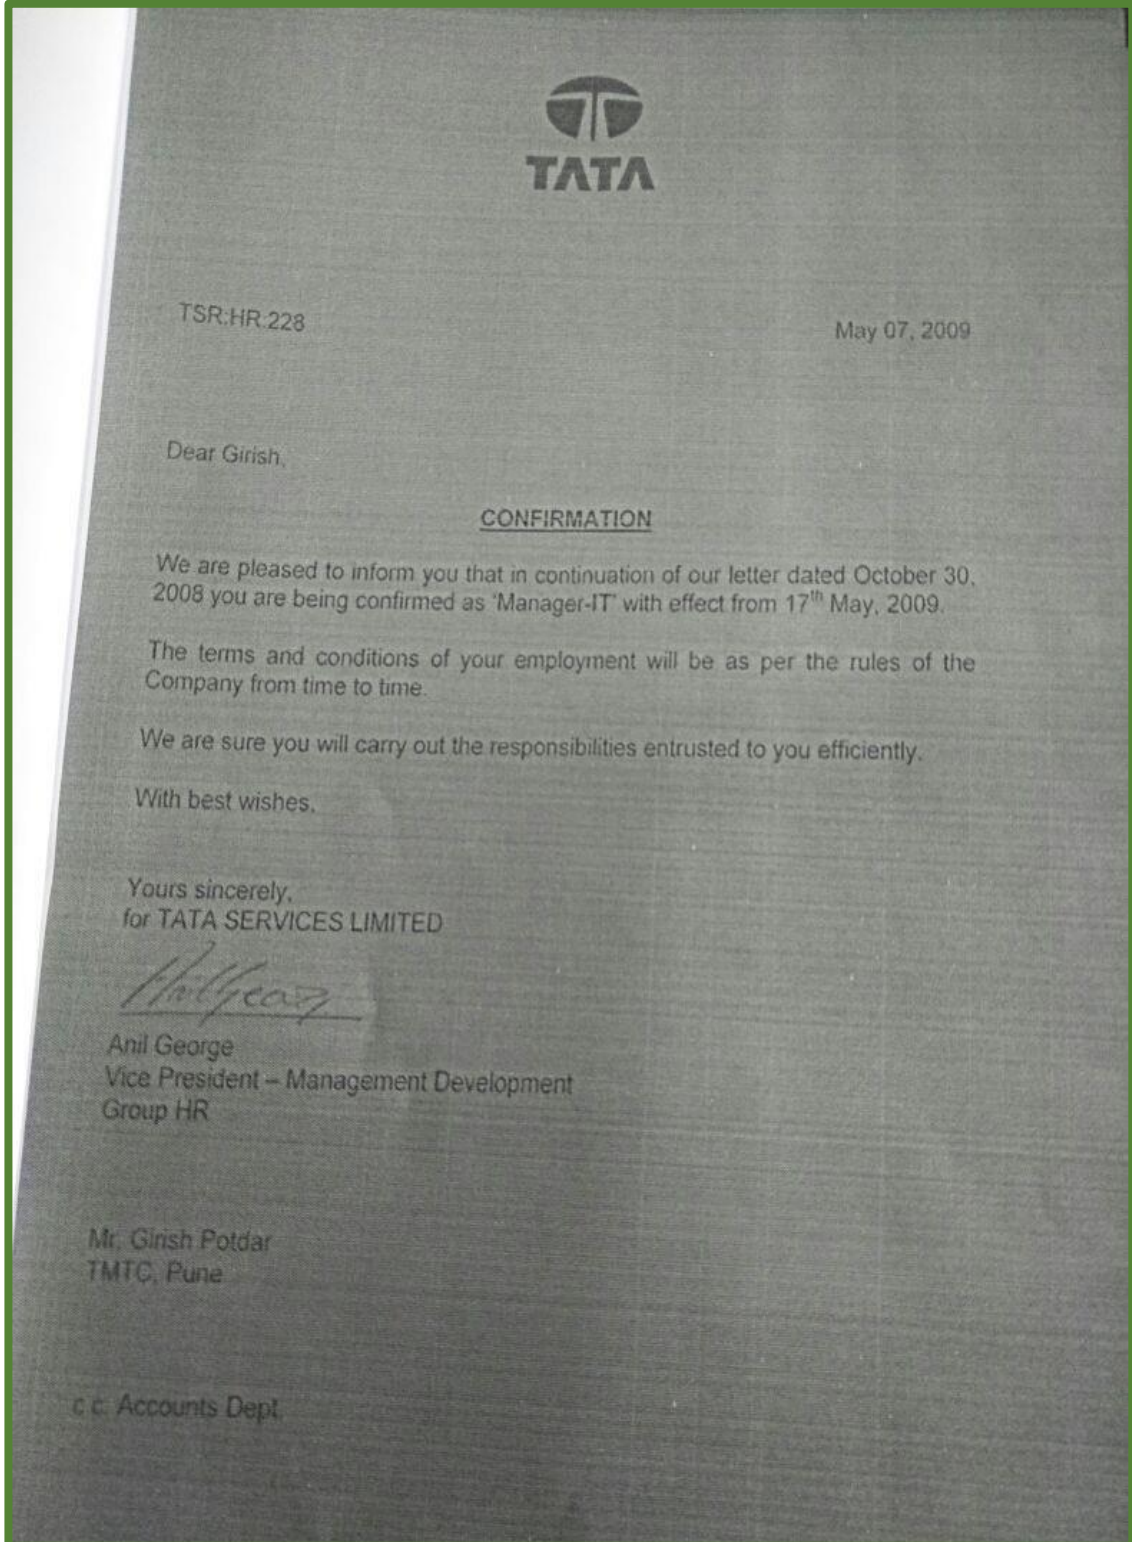 TATA
TSR:HR:228
May 07, 2009
Dear Girish,
CONFIRMATION
We are pleased to inform you that in continuation of our letter dated October 30,
2008 you are being confirmed as 'Manager-IT' with effect from 17th May, 2009.
The terms and conditions of your employment will be as per the rules of the
Company from time to time.
We are sure you will carry out the responsibilities entrusted to you efficiently.
With best wishes,
Yours sincerely,
for TATA SERVICES LIMITED
Anil George
Anil George
Vice President – Management Development
Group HR
Mr. Girish Potdar
TMTC, Pune
c.c. Accounts Dept.